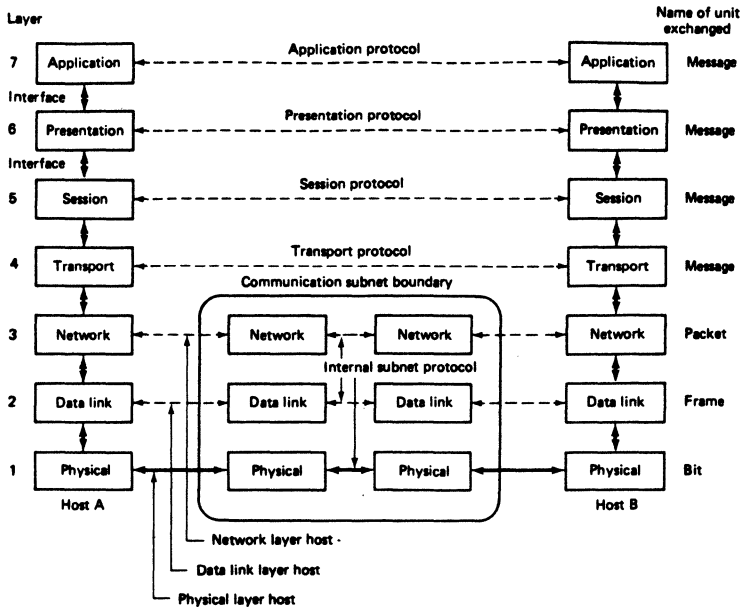 Layer
Name of unit
exchanged
Application protocol
7 Application Application Message
Interface
Presentation protocol
6 Presentation Presentation Message
Interface
Session protocol
5 Session Session Message
Transport protocol
4 Transport Transport Message
Communication subnet boundary
3 Network Network Network Network Packet
Internal subnet protocol
2 Data link Data link Data link Data link Frame
1 Physical Physical Physical Physical Bit
Host A Host B
Network layer host -
Data link layer host
Physical layer host